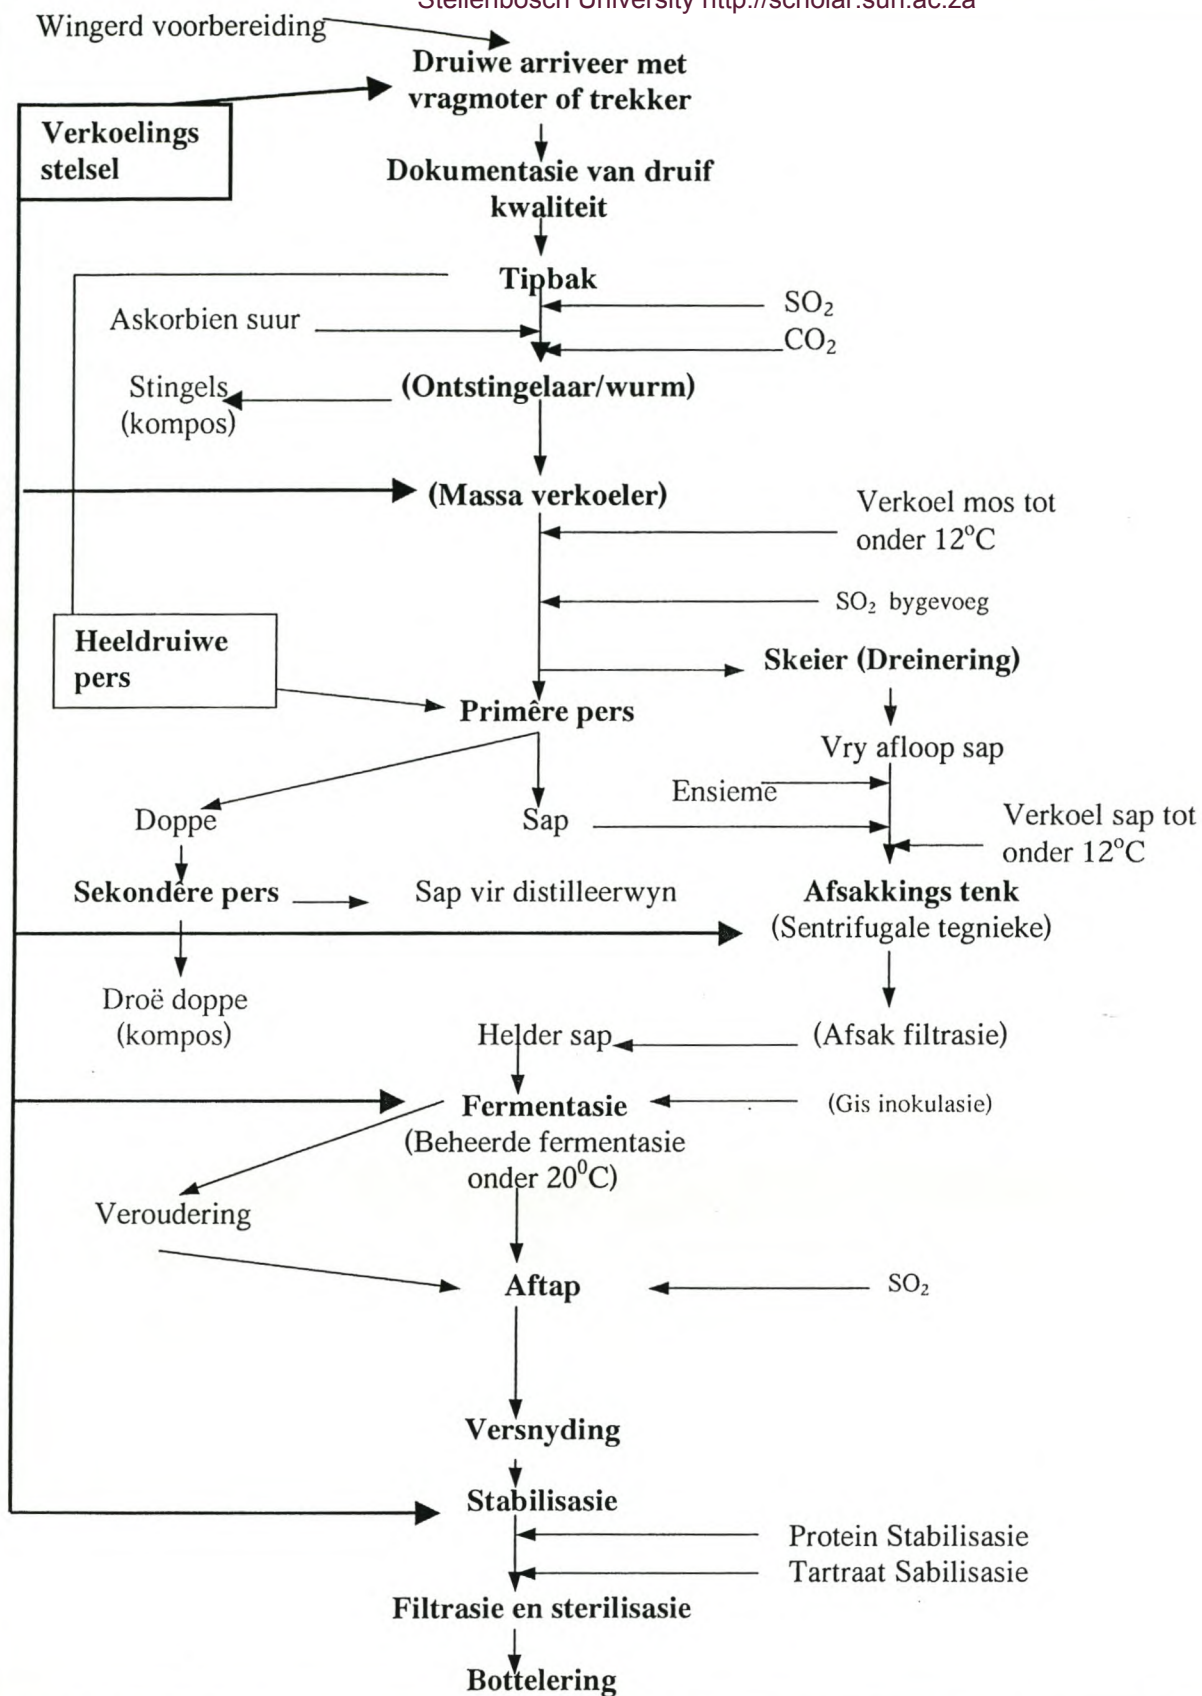 Stellenbosch University http://scholar.sun.ac.za
Wingerd voorbereiding
Druiwe arriveer met
vragmoter of trekker
Verkoelings
stelsel
Dokumentasie van druif
kwaliteit
Tipbak
SO₂
Askorbien suur
CO₂
Stingels
(kompos)
(Ontstingelaar/wurm)
(Massa verkoeler)
Verkoel mos tot
onder 12°C
SO₂ bygevoeg
Heeldruiwe
pers
Skeier (Dreinering)
Primêre pers
Vry afloop sap
Ensieme
Doppe
Sap
Verkoel sap tot
onder 12°C
Sekondêre pers
Sap vir distilleerwyn
Afsakkings tenk
(Sentrifugale tegnieke)
Droë doppe
(kompos)
Helder sap
(Afsak filtrasie)
Fermentasie
(Gis inokulasie)
(Beheerde fermentasie
onder 20⁰C)
Veroudering
Aftap
SO₂
Versnyding
Stabilisasie
Protein Stabilisasie
Tartraat Sabilisasie
Filtrasie en sterilisasie
Bottelering